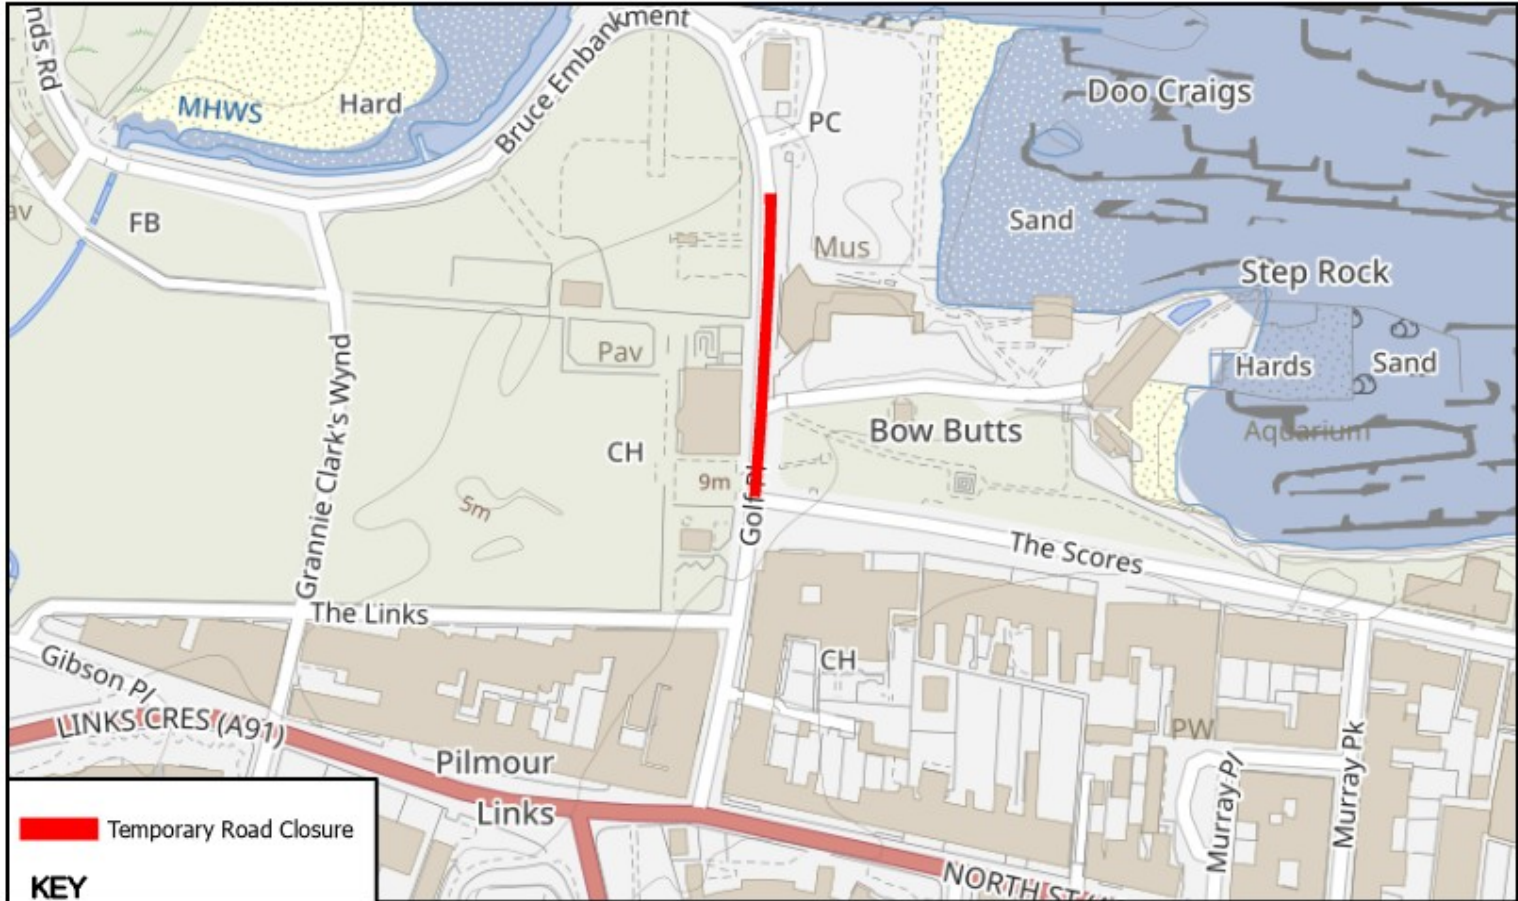 nds Rd
Bruce Embankment
MHWS
Hard
Doo Craigs
PC
FB
av
Sand
Mus
Step Rock
Pav
Hards
Sand
Grannie Clark's Wynd
CH
Bow Butts
Aquarium
9m
5m
Golf Pl
The Scores
The Links
Gibson Pl
CH
LINKS CRES (A91)
PW
Pilmour
Links
Murray Pl
Murray Pk
NORTH ST (A
Temporary Road Closure
KEY